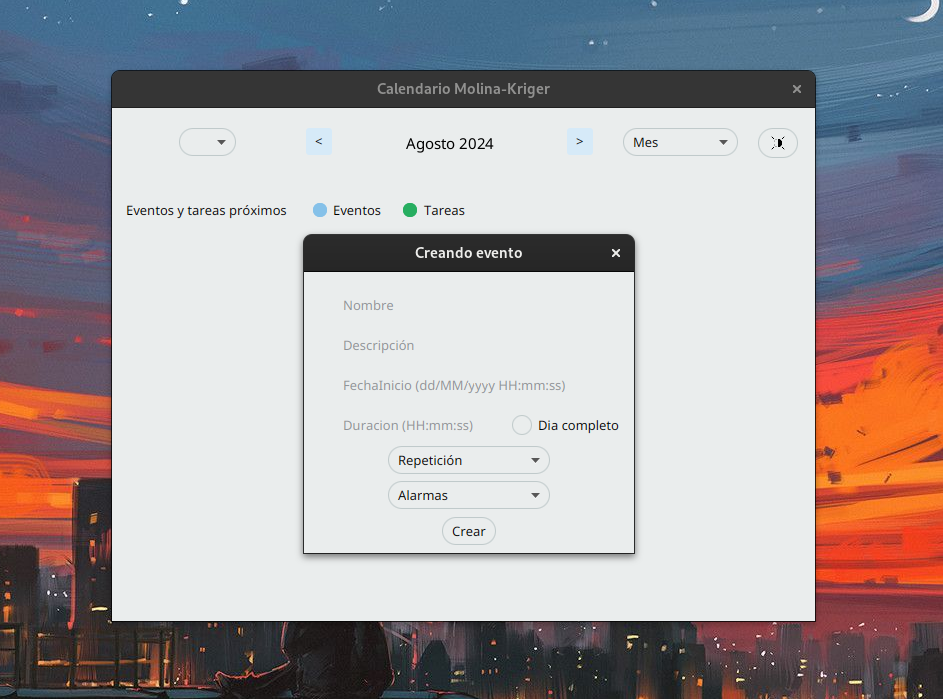 Calendario Molina-Kriger ×
< Agosto 2024 > Mes
Eventos y tareas próximos Eventos Tareas
Creando evento ×
Nombre
Descripción
FechaInicio (dd/MM/yyyy HH:mm:ss)
Duracion (HH:mm:ss) Dia completo
Repetición
Alarmas
Crear